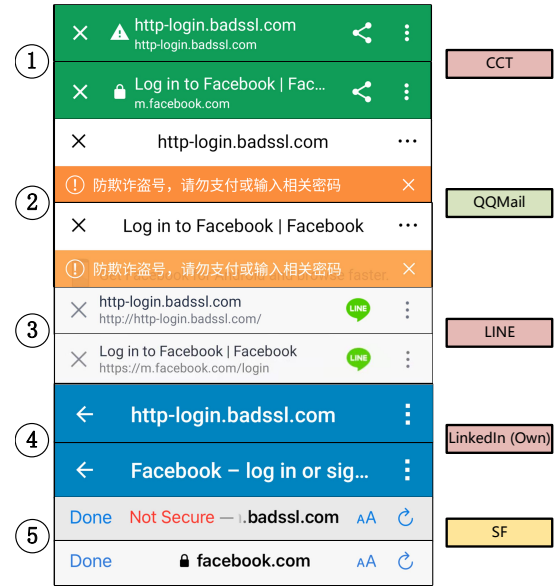 ① http-login.badssl.com
http-login.badssl.com
CCT
Log in to Facebook | Fac...
m.facebook.com
② http-login.badssl.com
防欺诈盗号，请勿支付或输入相关密码
QQMail
Log in to Facebook | Facebook
防欺诈盗号，请勿支付或输入相关密码
③ http-login.badssl.com
http://http-login.badssl.com/
LINE
LINE
Log in to Facebook | Facebook
https://m.facebook.com/login
LINE
④ http-login.badssl.com
LinkedIn (Own)
Facebook – log in or sig...
⑤ Done Not Secure — .badssl.com AA
SF
Done facebook.com AA